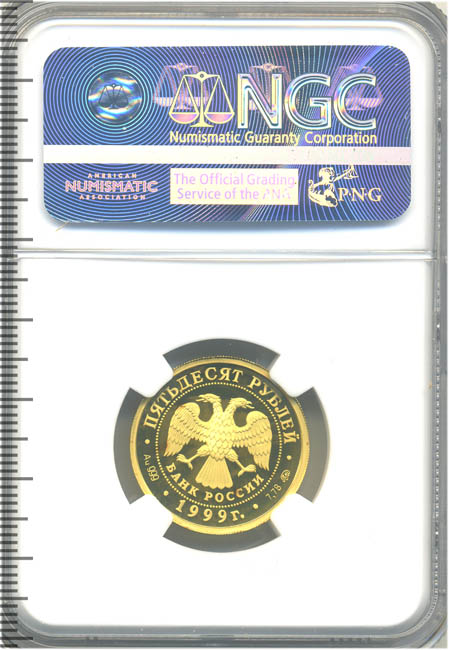 NGC
Numismatic Guaranty Corporation
AMERICAN
NUMISMATIC
ASSOCIATION
The Official Grading
Service of the PNG
PNG
ПЯТЬДЕСЯТ РУБЛЕЙ
Au 999
БАНК РОССИИ
7,78
1999г.